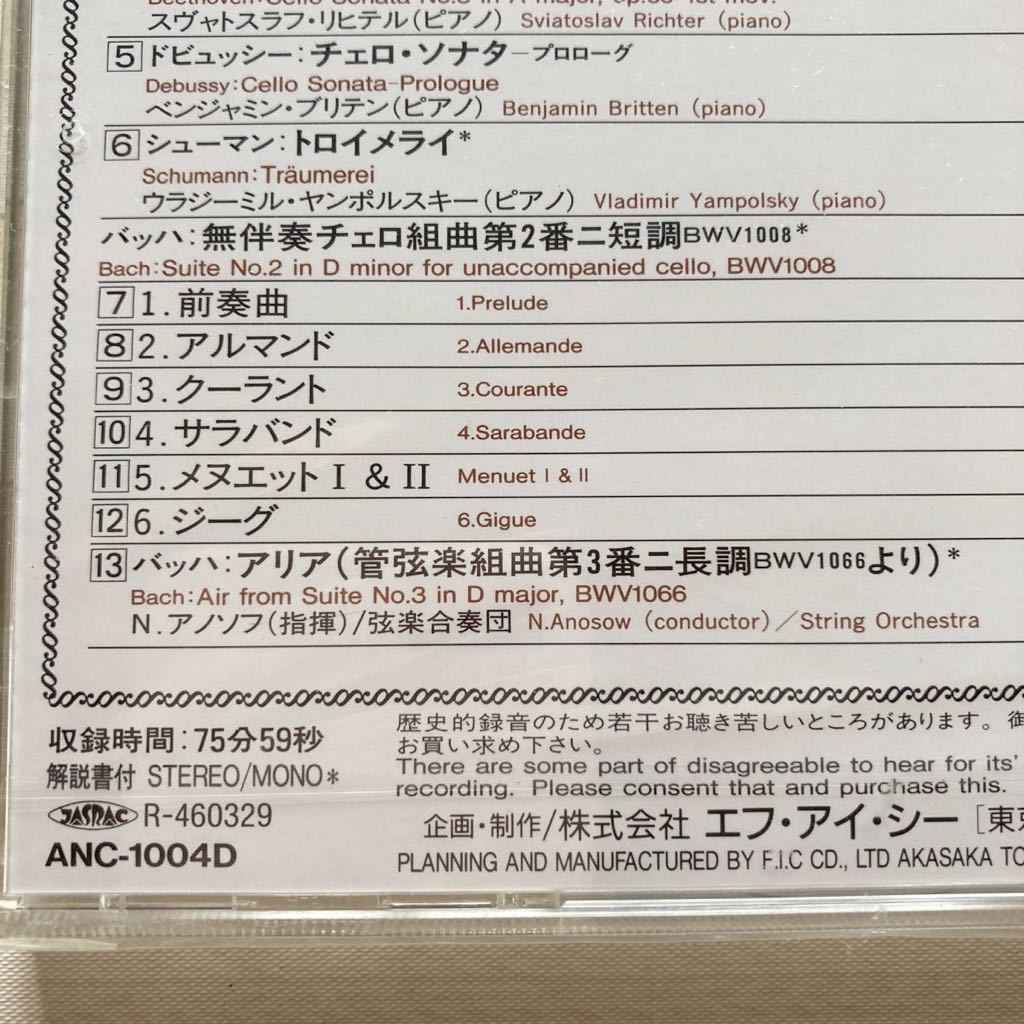 スヴャトスラフ・リヒテル(ピアノ) Sviatoslav Richter (piano)
5 ドビュッシー:チェロ・ソナタ―プロローグ
Debussy:Cello Sonata-Prologue
ベンジャミン・ブリテン(ピアノ) Benjamin Britten (piano)
6 シューマン:トロイメライ*
Schumann:Träumerei
ウラジーミル・ヤンポルスキー(ピアノ) Vladimir Yampolsky (piano)
バッハ:無伴奏チェロ組曲第2番ニ短調BWV1008*
Bach:Suite No.2 in D minor for unaccompanied cello, BWV1008
7 1.前奏曲 1.Prelude
8 2.アルマンド 2.Allemande
9 3.クーラント 3.Courante
10 4.サラバンド 4.Sarabande
11 5.メヌエットI & II Menuet I & II
12 6.ジーグ 6.Gigue
13 バッハ:アリア(管弦楽組曲第3番ニ長調BWV1066より)*
Bach:Air from Suite No.3 in D major, BWV1066
N.アノソフ(指揮)/弦楽合奏団 N.Anosow (conductor)/String Orchestra
収録時間:75分59秒
解説書付 STEREO/MONO*
JASRAC R-460329
ANC-1004D
歴史的録音のため若干お聴き苦しいところがあります。御
お買い求め下さい。
There are some part of disagreeable to hear for its'
recording. Please consent that and purchase this.
企画・制作/株式会社 エフ・アイ・シー [東京
PLANNING AND MANUFACTURED BY F.I.C CD., LTD AKASAKA TO